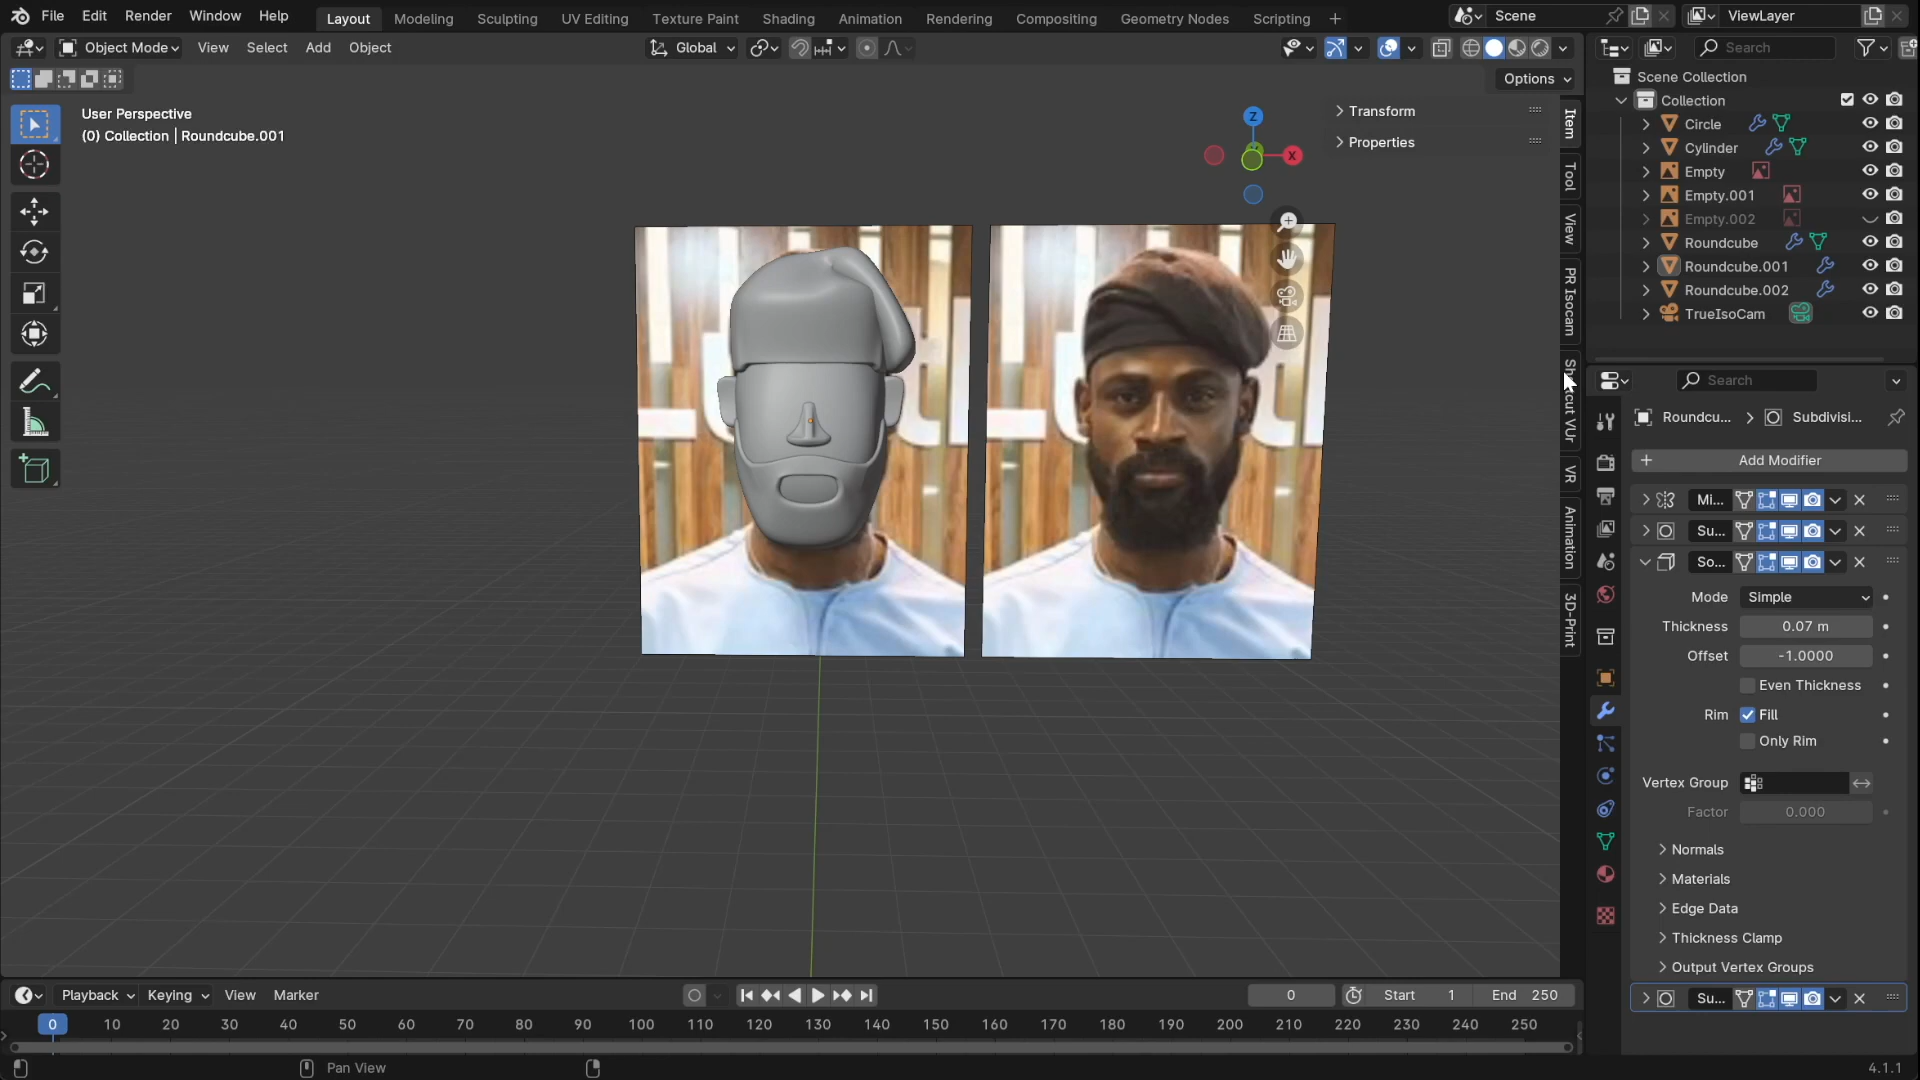 File Edit Render Window Help Layout Modeling Sculpting UV Editing Texture Paint Shading Animation Rendering Compositing Geometry Nodes Scripting + Scene ViewLayer
Object Mode View Select Add Object Global Search
Options
User Perspective
(0) Collection | Roundcube.001
Z
X
Transform
Properties
Item
Tool
View
PR Isocam
VR
Animation
3D-Print
Scene Collection
Collection
Circle
Cylinder
Empty
Empty.001
Empty.002
Roundcube
Roundcube.001
Roundcube.002
TrueIsoCam
Search
Roundcu... > Subdivisi...
+ Add Modifier
Mi...
Su...
So...
Mode Simple
Thickness 0.07 m
Offset -1.0000
Even Thickness
Rim Fill
Only Rim
Vertex Group
Factor 0.000
Normals
Materials
Edge Data
Thickness Clamp
Output Vertex Groups
Su...
Playback Keying View Marker 0 Start 1 End 250
0 10 20 30 40 50 60 70 80 90 100 110 120 130 140 150 160 170 180 190 200 210 220 230 240 250
Pan View 4.1.1